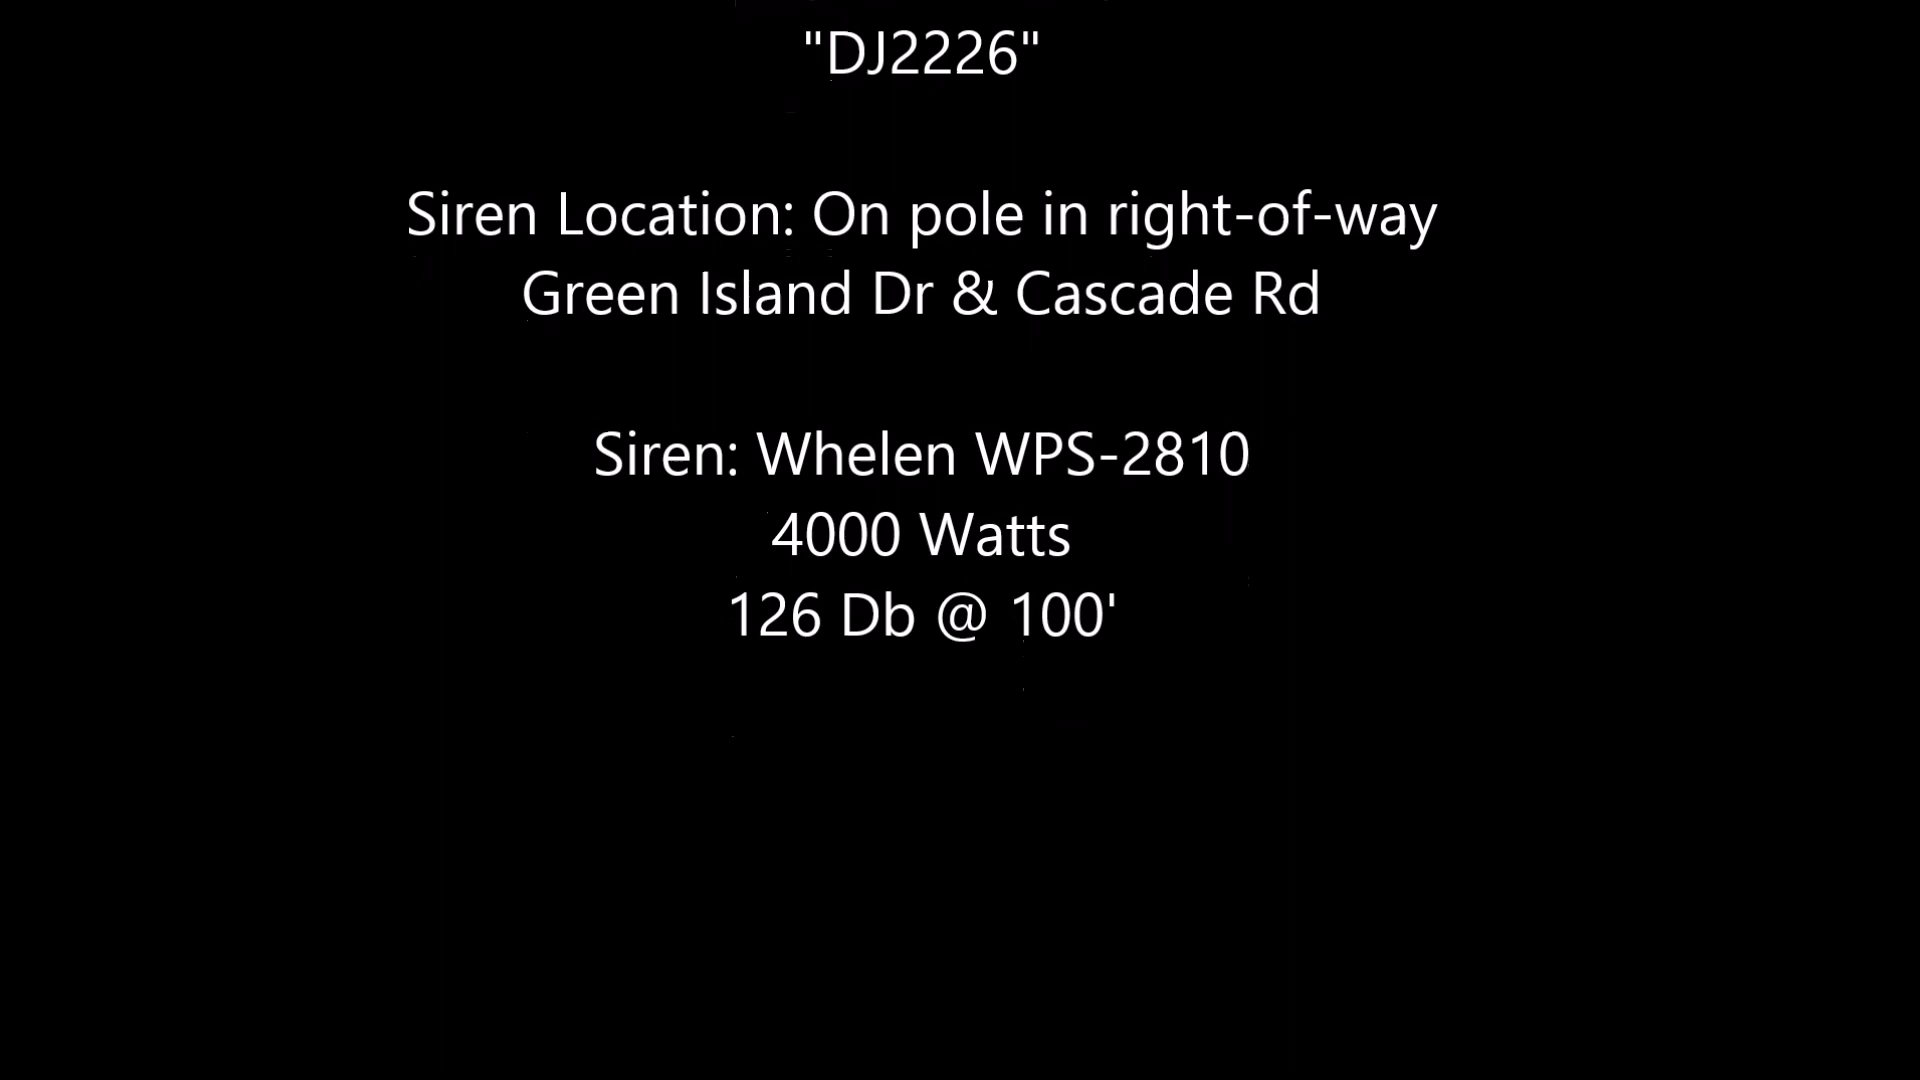 "DJ2226"
Siren Location: On pole in right-of-way
Green Island Dr & Cascade Rd
Siren: Whelen WPS-2810
4000 Watts
126 Db @ 100'